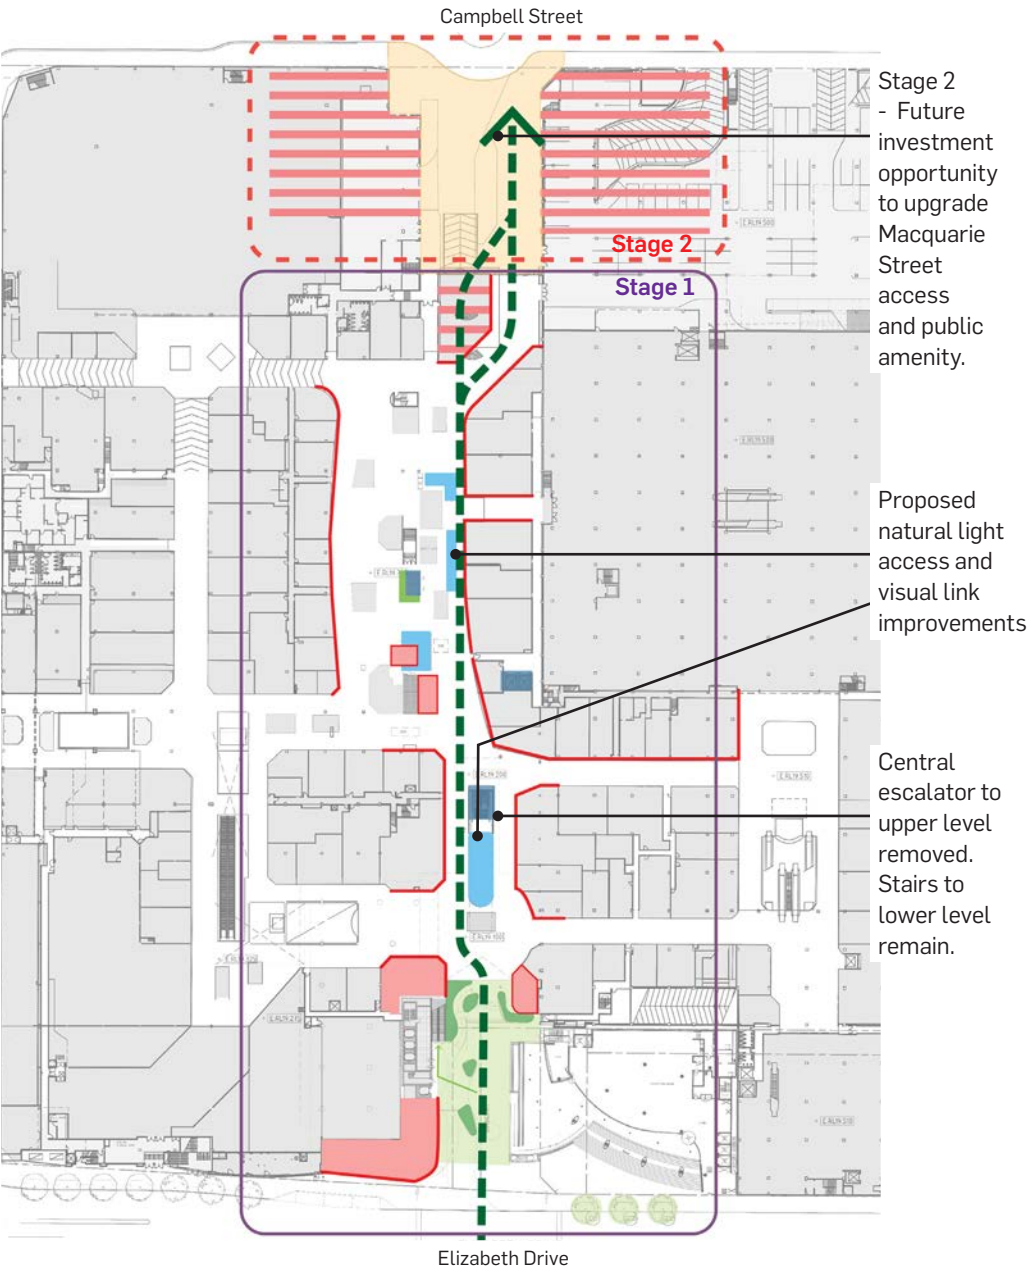 Campbell Street
Stage 2
- Future
investment
opportunity
to upgrade
Macquarie
Street
access
and public
amenity.
Stage 2
Stage 1
Proposed
natural light
access and
visual link
improvements
Central
escalator to
upper level
removed.
Stairs to
lower level
remain.
Elizabeth Drive